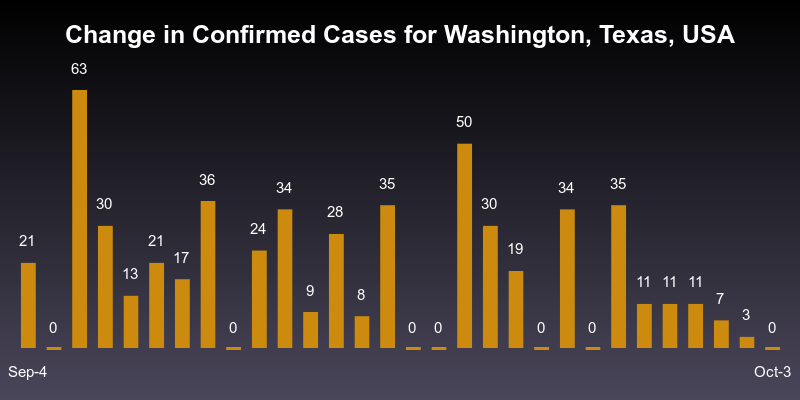 Change in Confirmed Cases for Washington, Texas, USA
21 0 63 30 13 21 17 36 0 24 34 9 28 8 35 0 0 50 30 19 0 34 0 35 11 11 11 7 3 0
Sep-4 Oct-3